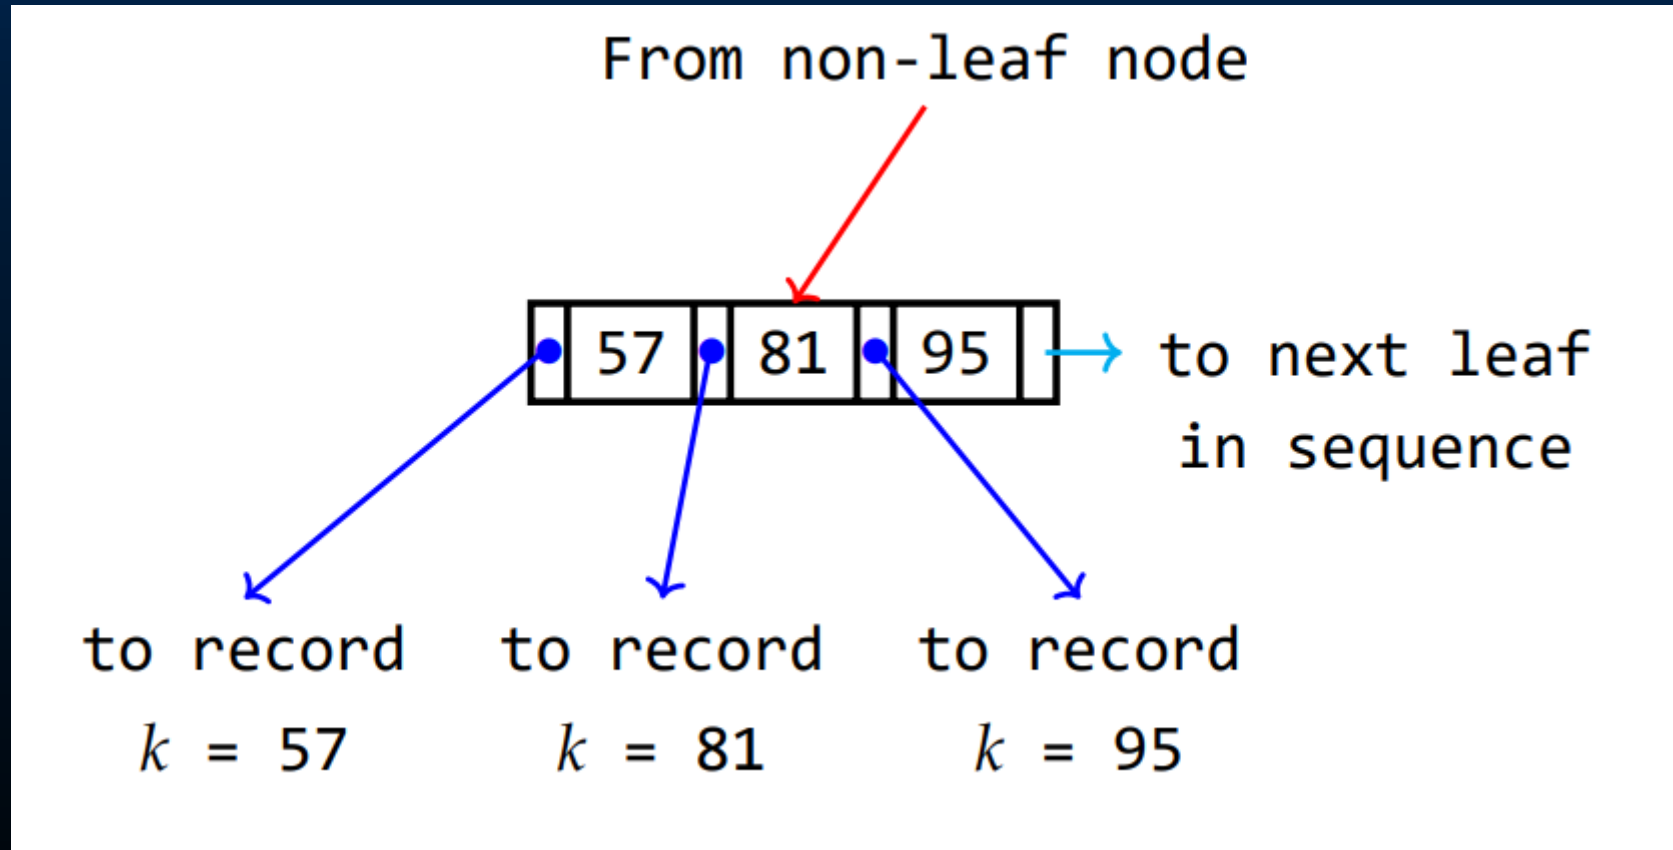 From non-leaf node
57 81 95 to next leaf
in sequence
to record to record to record
k = 57 k = 81 k = 95